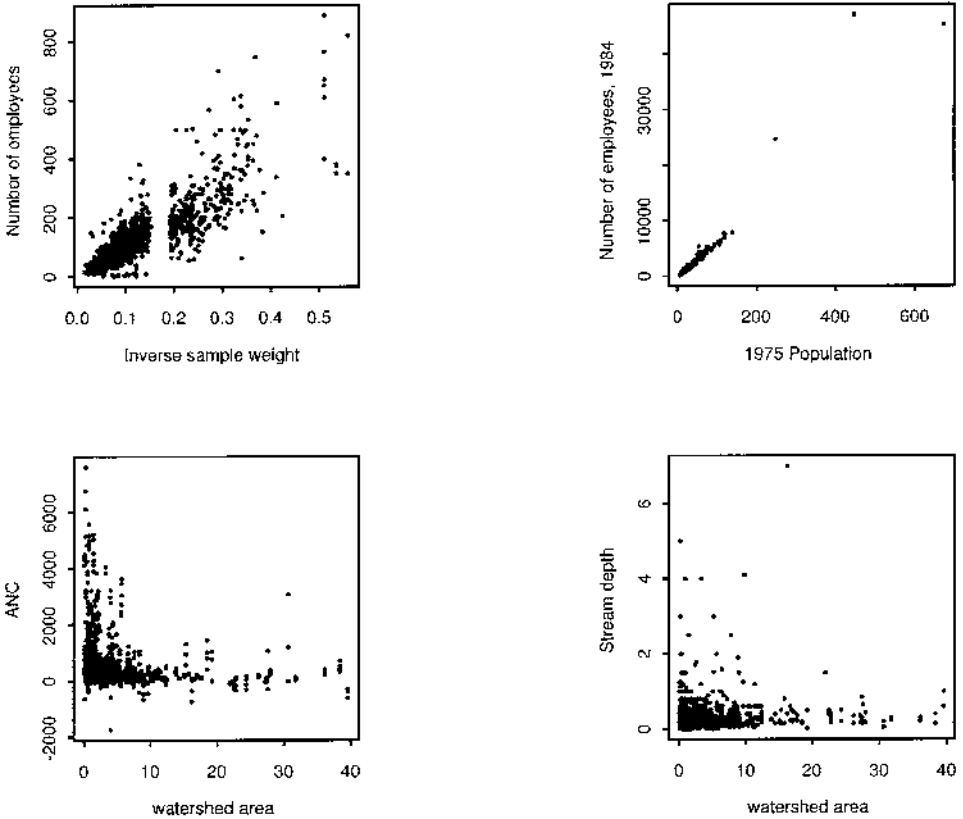 Number of employees
800
600
400
200
0
0.0 0.1 0.2 0.3 0.4 0.5
Inverse sample weight
Number of employees, 1984
30000
10000
0
0 200 400 600
1975 Population
ANC
6000
4000
2000
0
-2000
0 10 20 30 40
watershed area
Stream depth
6
4
2
0
0 10 20 30 40
watershed area